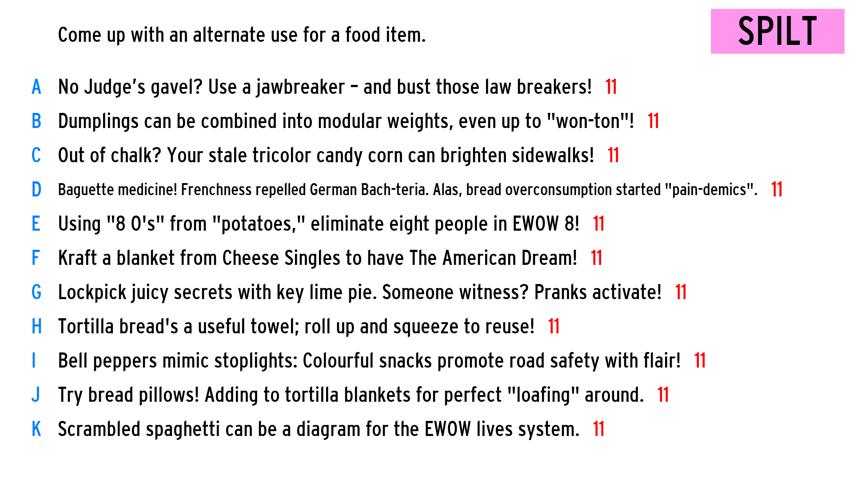 Come up with an alternate use for a food item.
SPILT
A No Judge's gavel? Use a jawbreaker – and bust those law breakers! 11
B Dumplings can be combined into modular weights, even up to "won-ton"! 11
C Out of chalk? Your stale tricolor candy corn can brighten sidewalks! 11
D Baguette medicine! Frenchness repelled German Bach-teria. Alas, bread overconsumption started "pain-demics". 11
E Using "8 O's" from "potatoes," eliminate eight people in EWOW 8! 11
F Kraft a blanket from Cheese Singles to have The American Dream! 11
G Lockpick juicy secrets with key lime pie. Someone witness? Pranks activate! 11
H Tortilla bread's a useful towel; roll up and squeeze to reuse! 11
I Bell peppers mimic stoplights: Colourful snacks promote road safety with flair! 11
J Try bread pillows! Adding to tortilla blankets for perfect "loafing" around. 11
K Scrambled spaghetti can be a diagram for the EWOW lives system. 11